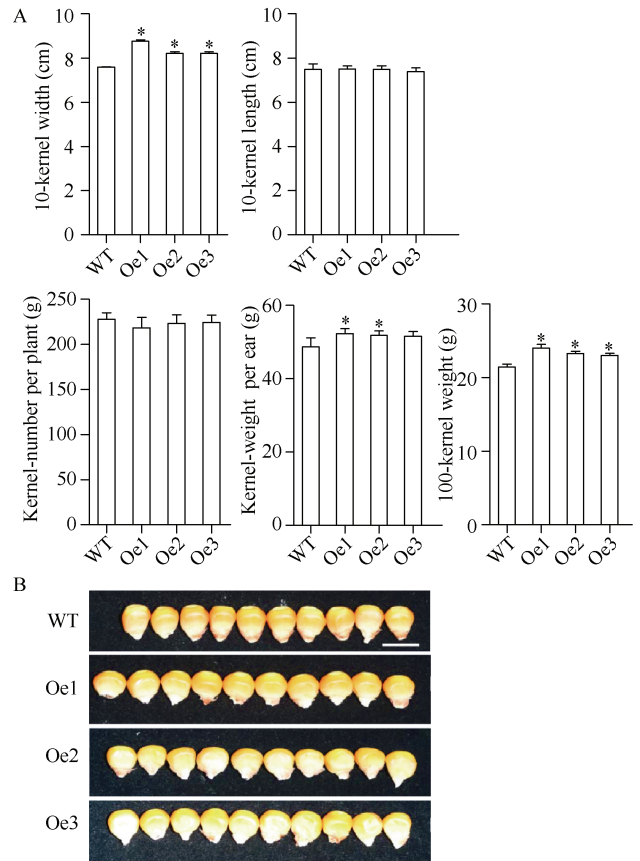 A
10-kernel width (cm)
10
8
6
4
2
0
* * *
WT Oe1 Oe2 Oe3
10-kernel length (cm)
10
8
6
4
2
0
WT Oe1 Oe2 Oe3
Kernel-number per plant (g)
250
200
150
100
50
0
WT Oe1 Oe2 Oe3
Kernel-weight per ear (g)
60
40
20
0
* *
WT Oe1 Oe2 Oe3
100-kernel weight (g)
30
20
10
0
* * *
WT Oe1 Oe2 Oe3
B
WT
Oe1
Oe2
Oe3